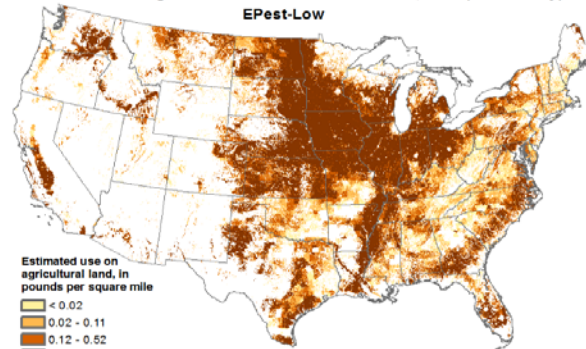 EPest-Low
Estimated use on
agricultural land, in
pounds per square mile
< 0.02
0.02 - 0.11
0.12 - 0.52